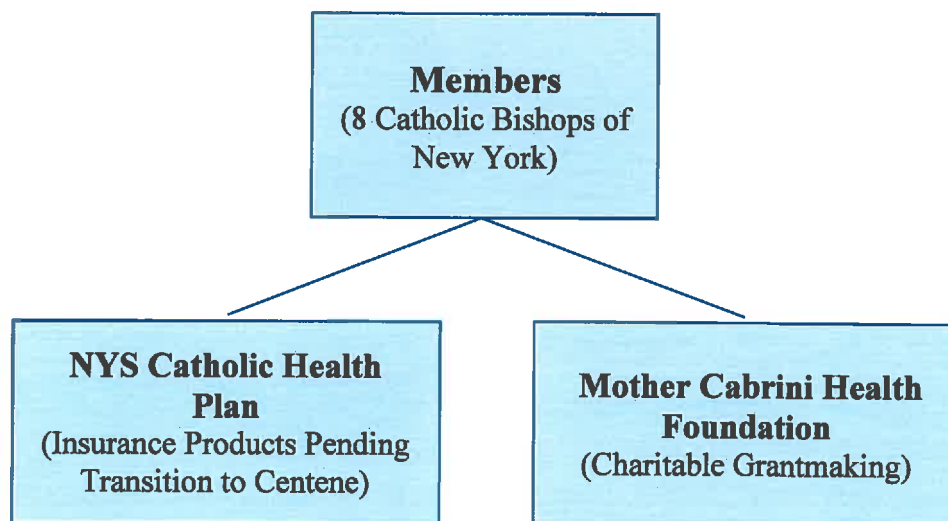 Members
(8 Catholic Bishops of
New York)
NYS Catholic Health
Plan
(Insurance Products Pending
Transition to Centene)
Mother Cabrini Health
Foundation
(Charitable Grantmaking)